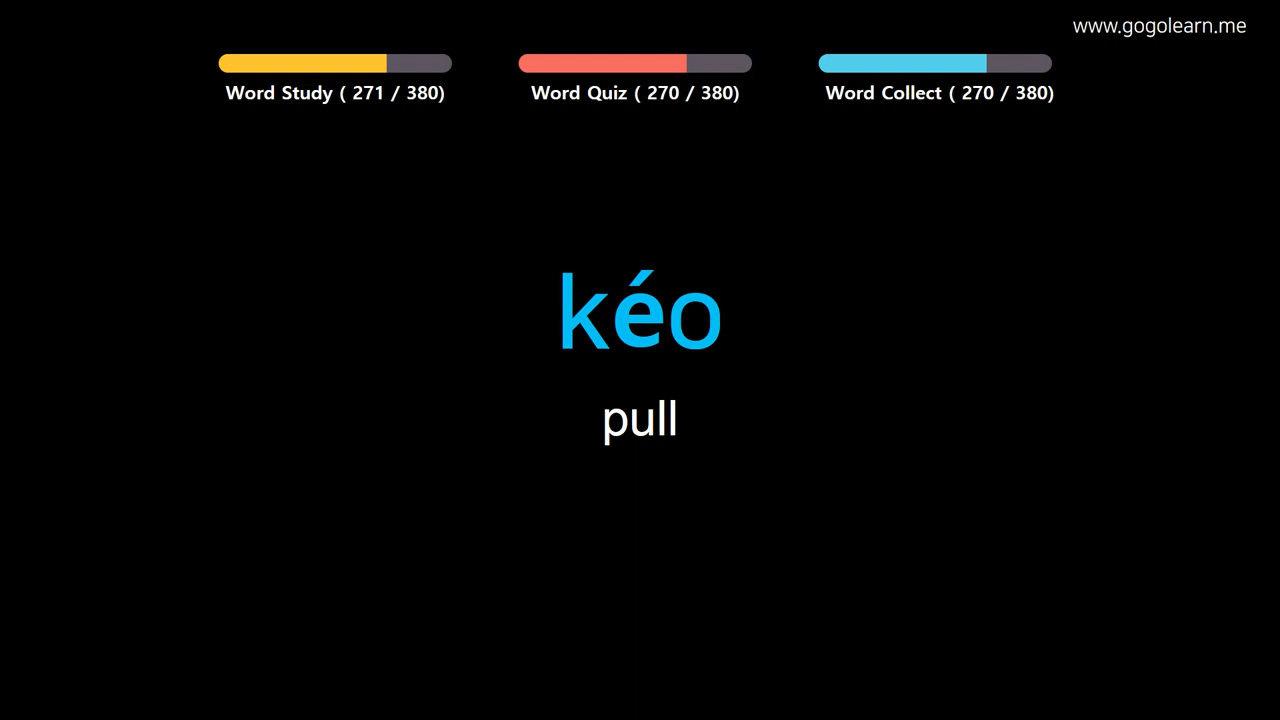 www.gogolearn.me
Word Study ( 271 / 380)
Word Quiz ( 270 / 380)
Word Collect ( 270 / 380)
kéo
pull